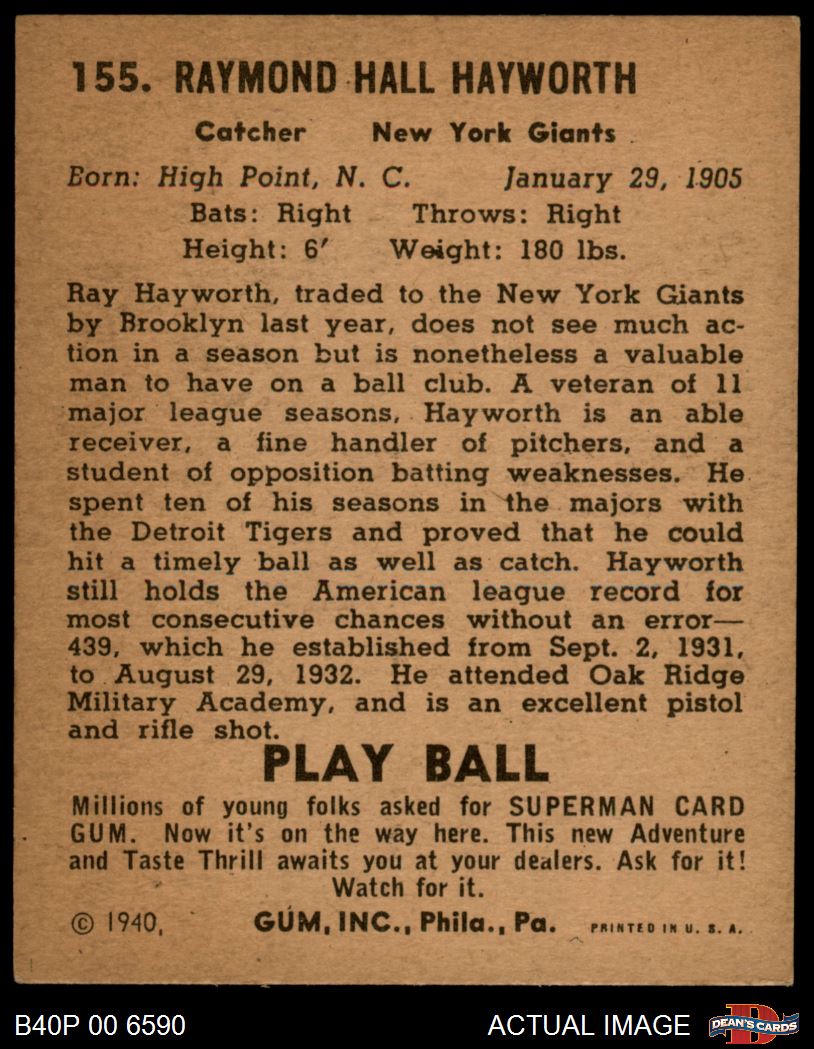 155. RAYMOND HALL HAYWORTH
Catcher New York Giants
Born: High Point, N. C. January 29, 1905
Bats: Right Throws: Right
Height: 6′ Weight: 180 lbs.
Ray Hayworth, traded to the New York Giants
by Brooklyn last year, does not see much ac-
tion in a season but is nonetheless a valuable
man to have on a ball club. A veteran of 11
major league seasons, Hayworth is an able
receiver, a fine handler of pitchers, and a
student of opposition batting weaknesses. He
spent ten of his seasons in the majors with
the Detroit Tigers and proved that he could
hit a timely ball as well as catch. Hayworth
still holds the American league record for
most consecutive chances without an error—
439, which he established from Sept. 2, 1931,
to August 29, 1932. He attended Oak Ridge
Military Academy, and is an excellent pistol
and rifle shot.
PLAY BALL
Millions of young folks asked for SUPERMAN CARD
GUM. Now it's on the way here. This new Adventure
and Taste Thrill awaits you at your dealers. Ask for it!
Watch for it.
© 1940, GUM, INC., Phila., Pa. PRINTED IN U. S. A.
B40P 00 6590 ACTUAL IMAGE D DEAN'S CARDS